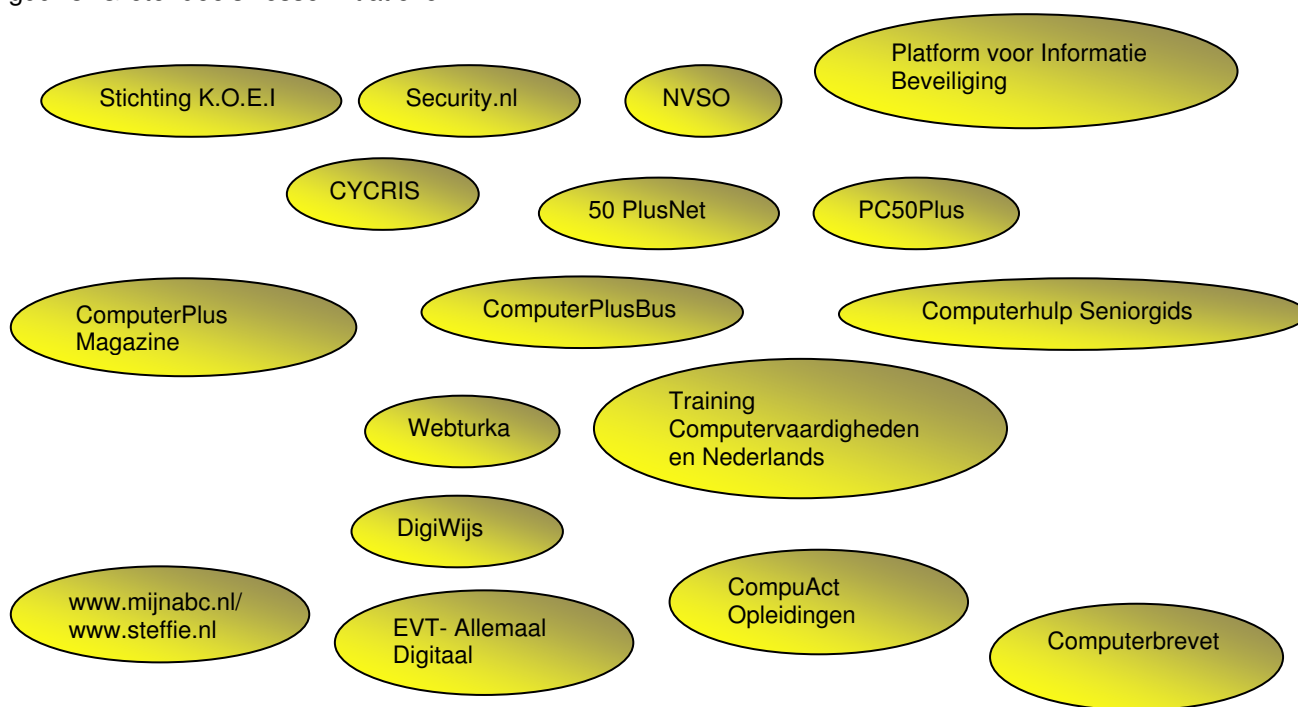 Stichting K.O.E.I
Security.nl
NVSO
Platform voor Informatie
Beveiliging
CYCRIS
50 PlusNet
PC50Plus
ComputerPlus
Magazine
ComputerPlusBus
Computerhulp Seniorgids
Training
Computervaardigheden
en Nederlands
Webturka
DigiWijs
www.mijnabc.nl/
www.steffie.nl
EVT- Allemaal
Digitaal
CompuAct
Opleidingen
Computerbrevet